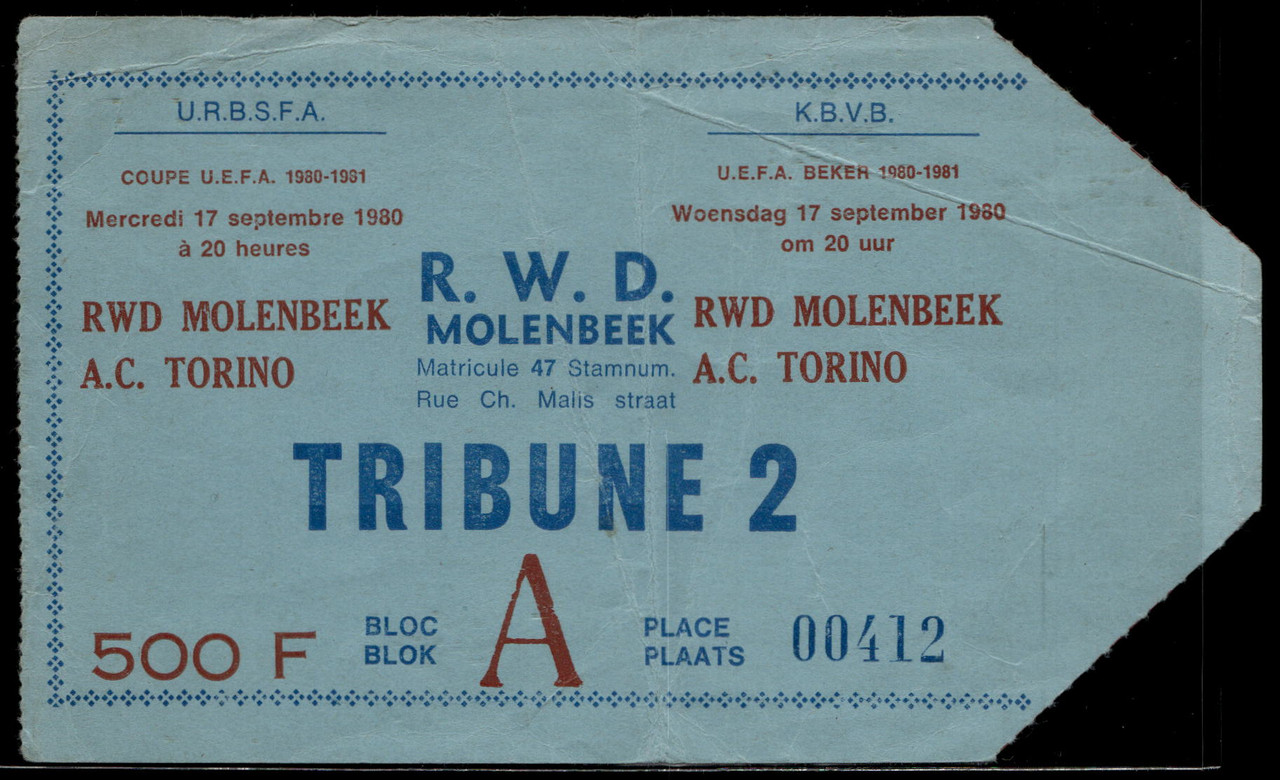 U.R.B.S.F.A.
COUPE U.E.F.A. 1980-1981
Mercredi 17 septembre 1980
à 20 heures
RWD MOLENBEEK
A.C. TORINO
R. W. D.
MOLENBEEK
Matricule 47 Stamnum.
Rue Ch. Malis straat
K.B.V.B.
U.E.F.A. BEKER 1980-1981
Woensdag 17 september 1980
om 20 uur
RWD MOLENBEEK
A.C. TORINO
TRIBUNE 2
500 F
BLOC
BLOK
A
PLACE
PLAATS
00412